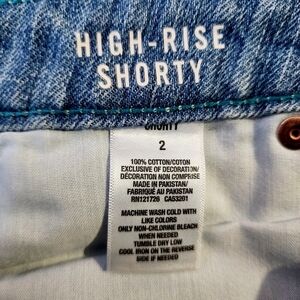 HIGH-RISE
SHORTY
SHORTY
2
100% COTTON/COTON
EXCLUSIVE OF DECORATION/
DÉCORATION NON COMPRISE
MADE IN PAKISTAN/
FABRIQUÉ AU PAKISTAN
RN121726 CA53201
MACHINE WASH COLD WITH
LIKE COLORS
ONLY NON-CHLORINE BLEACH
WHEN NEEDED
TUMBLE DRY LOW
COOL IRON ON THE REVERSE
SIDE IF NEEDED